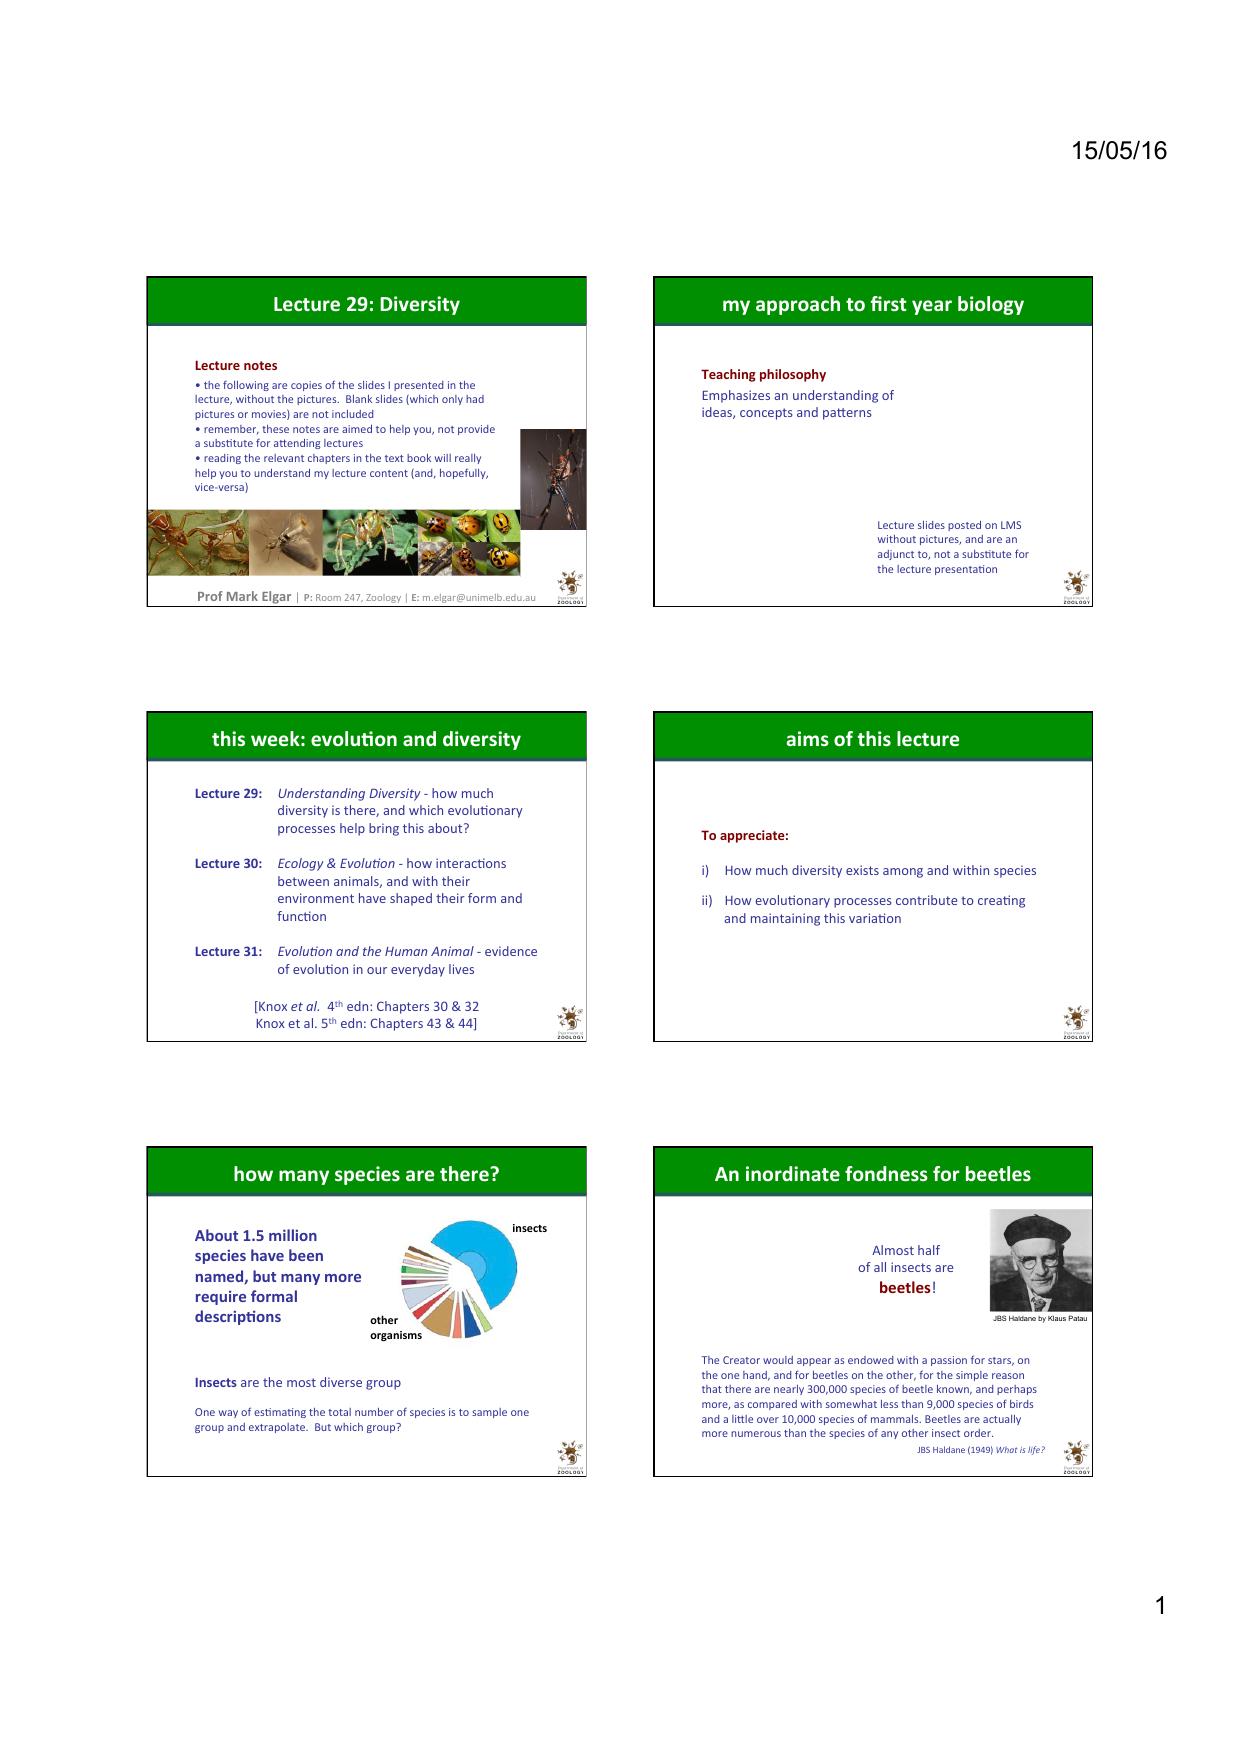 15/05/16
Lecture 29: Diversity
Lecture notes
• the following are copies of the slides I presented in the
lecture, without the pictures.  Blank slides (which only had
pictures or movies) are not included
• remember, these notes are aimed to help you, not provide
a substitute for attending lectures
• reading the relevant chapters in the text book will really
help you to understand my lecture content (and, hopefully,
vice-versa)
Prof Mark Elgar | P: Room 247, Zoology | E: m.elgar@unimelb.edu.au
Department of
ZOOLOGY
my approach to first year biology
Teaching philosophy
Emphasizes an understanding of
ideas, concepts and patterns
Lecture slides posted on LMS
without pictures, and are an
adjunct to, not a substitute for
the lecture presentation
Department of
ZOOLOGY
this week: evolution and diversity
Lecture 29: Understanding Diversity - how much
diversity is there, and which evolutionary
processes help bring this about?
Lecture 30: Ecology & Evolution - how interactions
between animals, and with their
environment have shaped their form and
function
Lecture 31: Evolution and the Human Animal - evidence
of evolution in our everyday lives
[Knox et al.  4th edn: Chapters 30 & 32
Knox et al. 5th edn: Chapters 43 & 44]
Department of
ZOOLOGY
aims of this lecture
To appreciate:
i) How much diversity exists among and within species
ii) How evolutionary processes contribute to creating
and maintaining this variation
Department of
ZOOLOGY
how many species are there?
About 1.5 million
species have been
named, but many more
require formal
descriptions
insects
other
organisms
Insects are the most diverse group
One way of estimating the total number of species is to sample one
group and extrapolate.  But which group?
Department of
ZOOLOGY
An inordinate fondness for beetles
Almost half
of all insects are
beetles!
JBS Haldane by Klaus Patau
The Creator would appear as endowed with a passion for stars, on
the one hand, and for beetles on the other, for the simple reason
that there are nearly 300,000 species of beetle known, and perhaps
more, as compared with somewhat less than 9,000 species of birds
and a little over 10,000 species of mammals. Beetles are actually
more numerous than the species of any other insect order.
JBS Haldane (1949) What is life?
Department of
ZOOLOGY
1